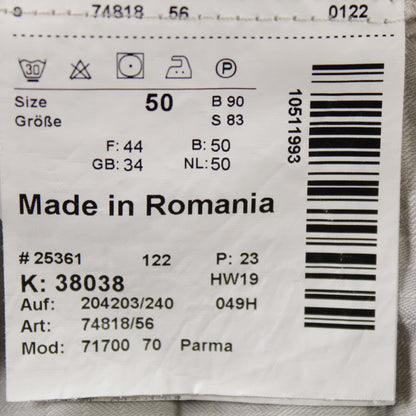 74818 56 0122
30 P
Size 50 B 90
Größe S 83
F: 44 B: 50
GB: 34 NL: 50
Made in Romania
# 25361 122 P: 23
K: 38038 HW19
Auf: 204203/240 049H
Art: 74818/56
Mod: 71700 70 Parma
10511993